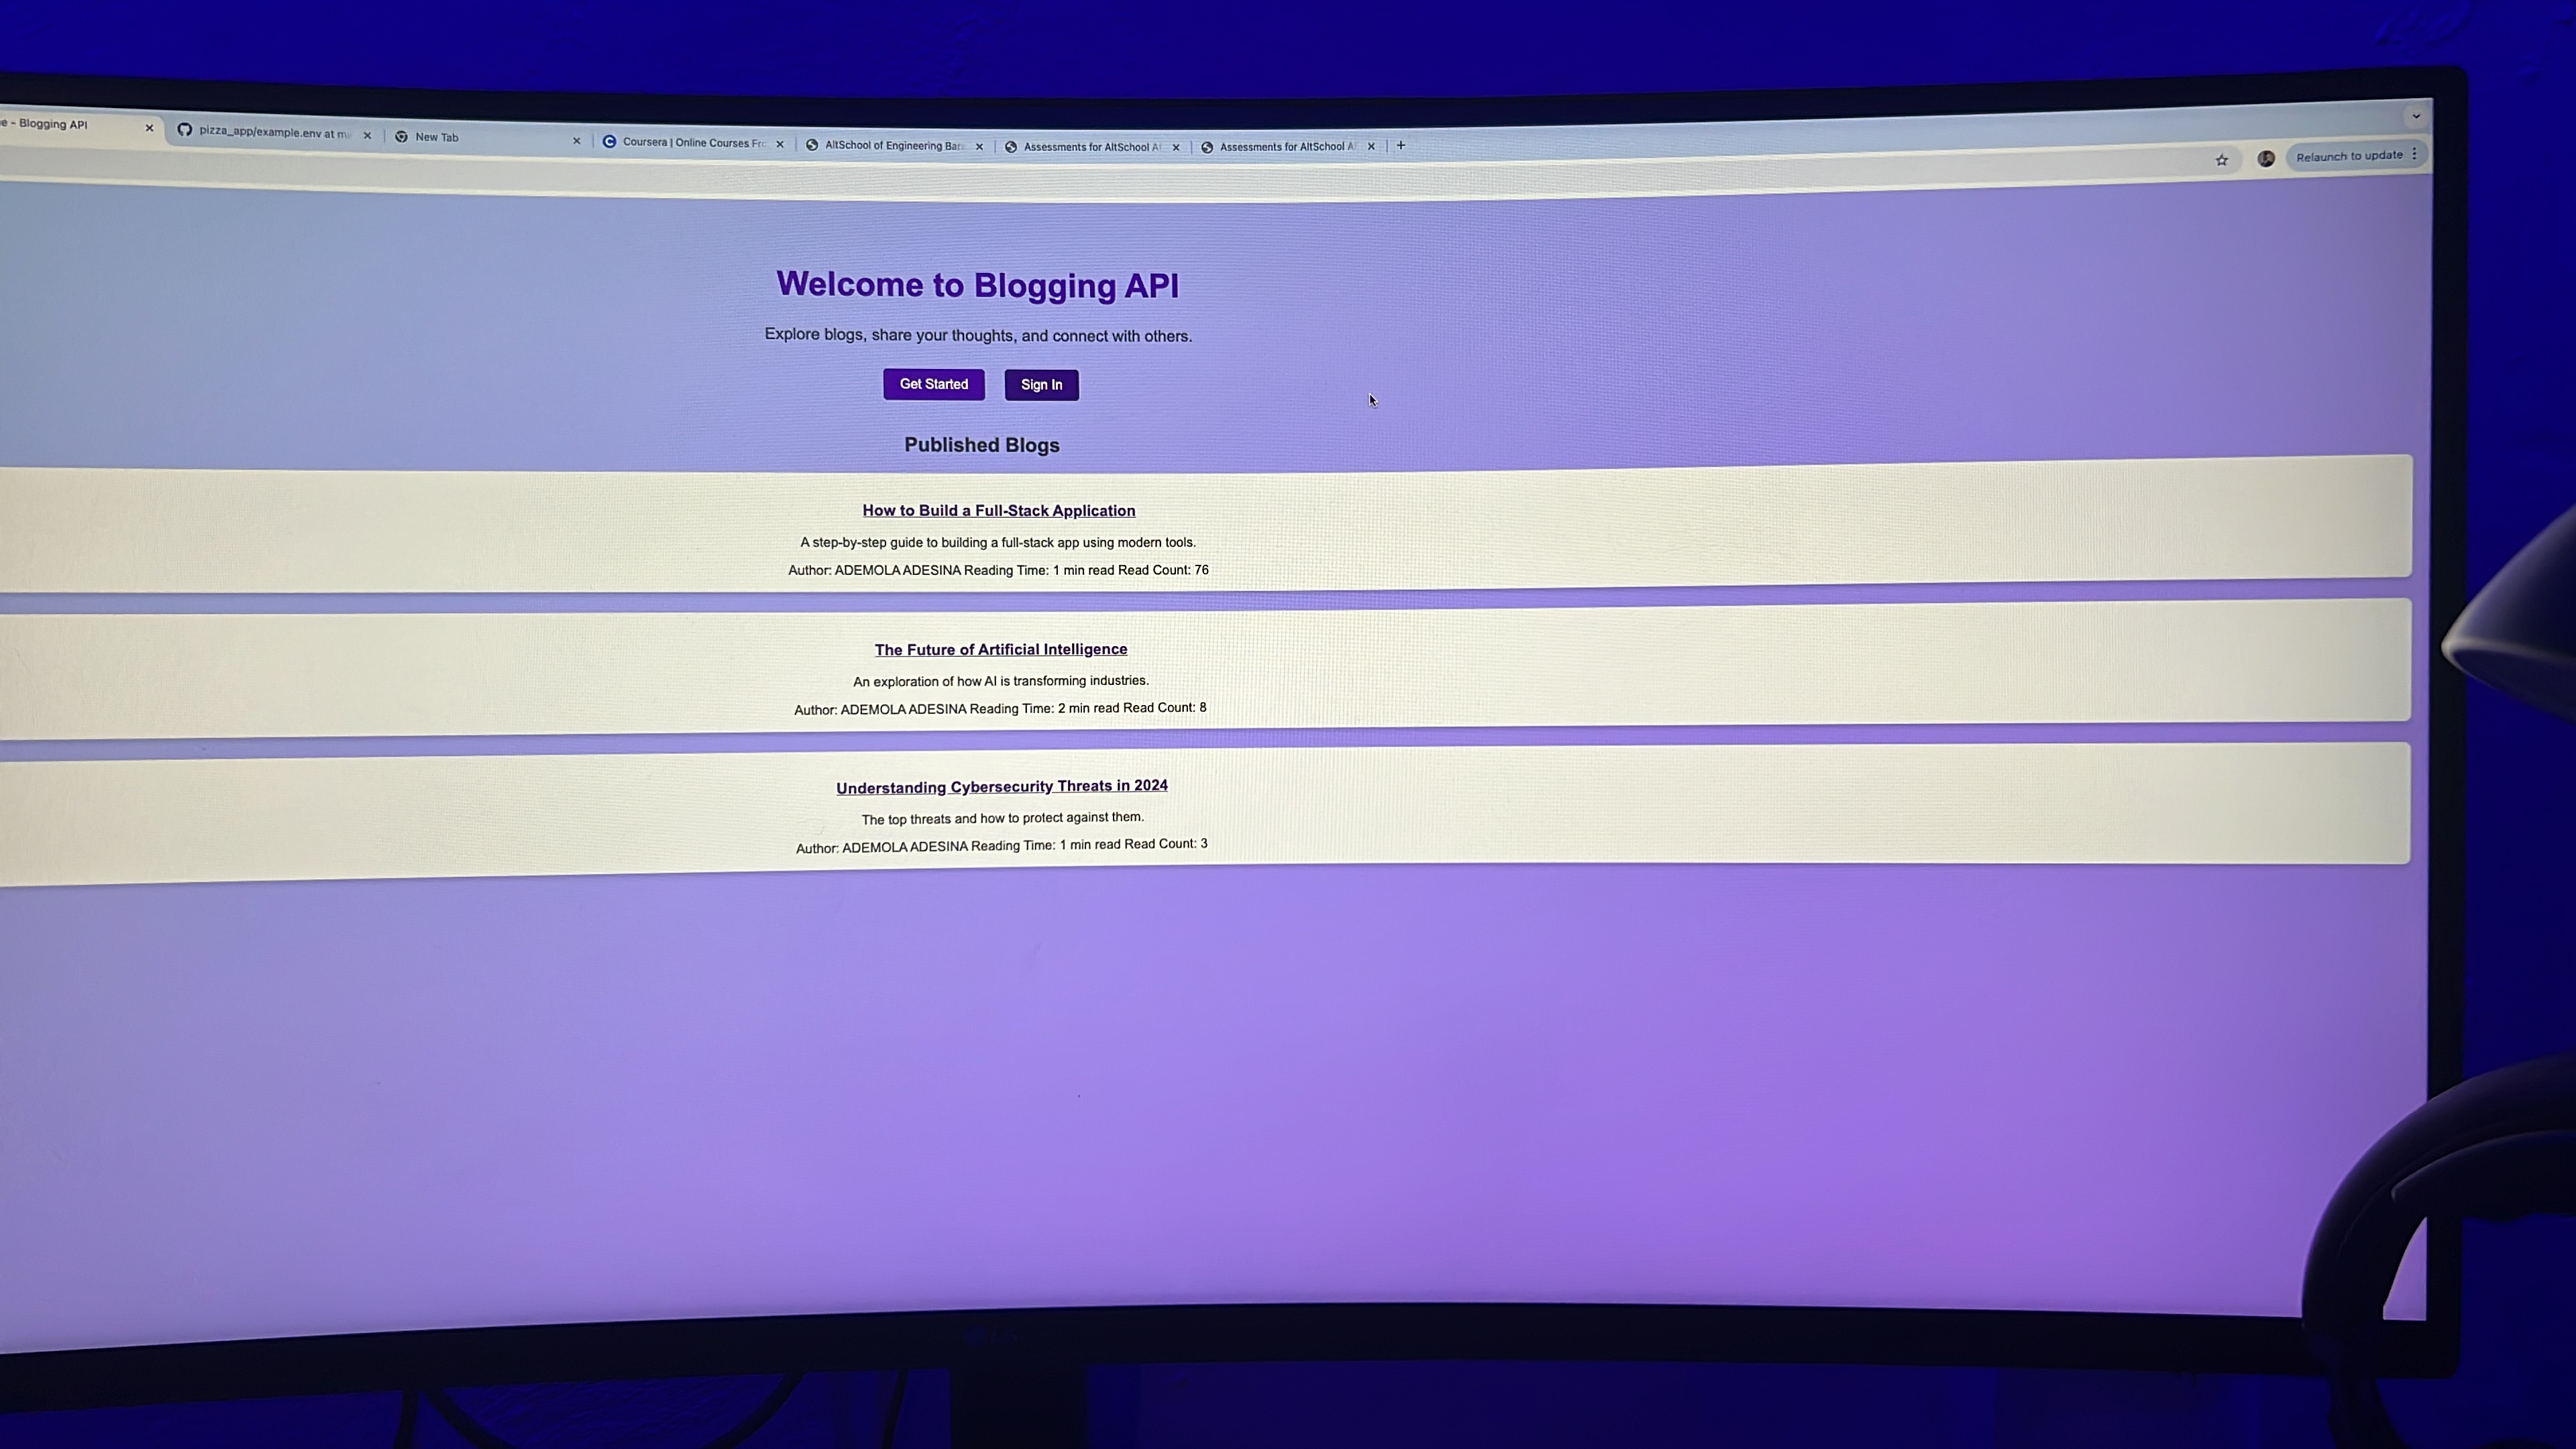 e - Blogging API
pizza_app/example.env at m
New Tab
Coursera | Online Courses Fr
AltSchool of Engineering Ba
Assessments for AltSchool A
Assessments for AltSchool A
Relaunch to update
Welcome to Blogging API
Explore blogs, share your thoughts, and connect with others.
Get Started
Sign In
Published Blogs
How to Build a Full-Stack Application
A step-by-step guide to building a full-stack app using modern tools.
Author: ADEMOLA ADESINA Reading Time: 1 min read Read Count: 76
The Future of Artificial Intelligence
An exploration of how AI is transforming industries.
Author: ADEMOLA ADESINA Reading Time: 2 min read Read Count: 8
Understanding Cybersecurity Threats in 2024
The top threats and how to protect against them.
Author: ADEMOLA ADESINA Reading Time: 1 min read Read Count: 3
LG